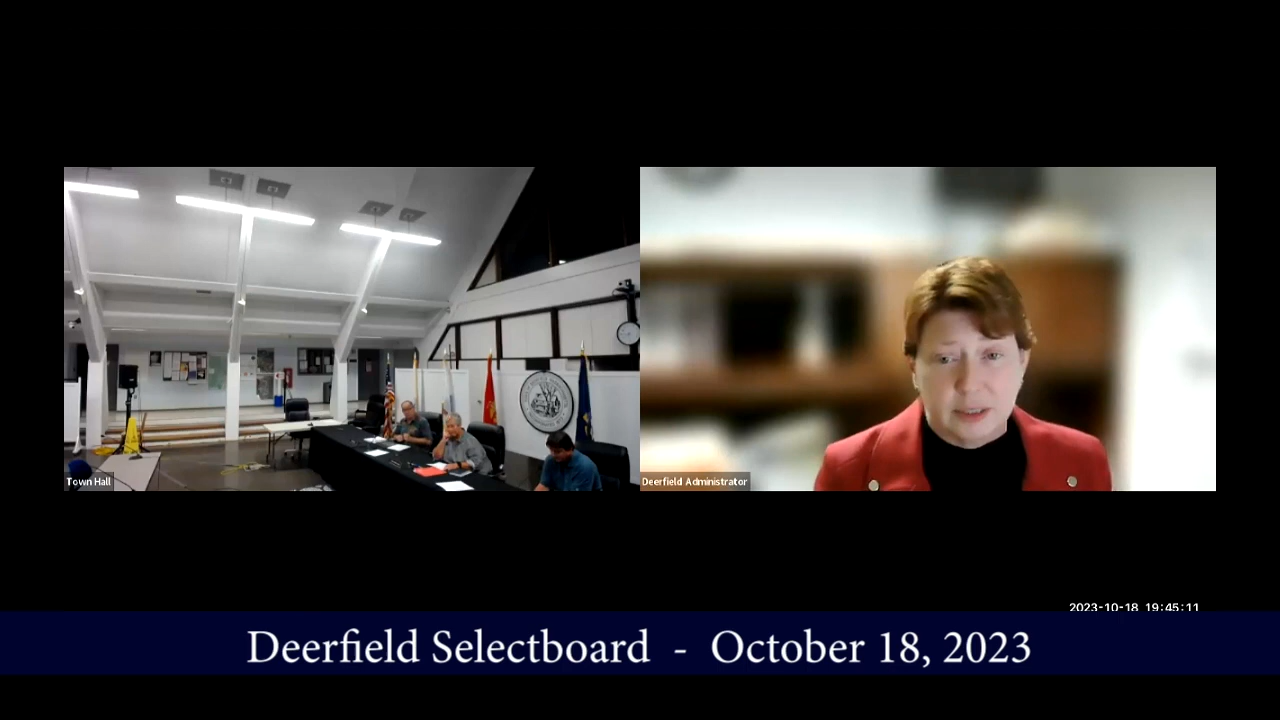 Town Hall
Deerfield Administrator
2023-10-18 19:45:11
Deerfield Selectboard - October 18, 2023